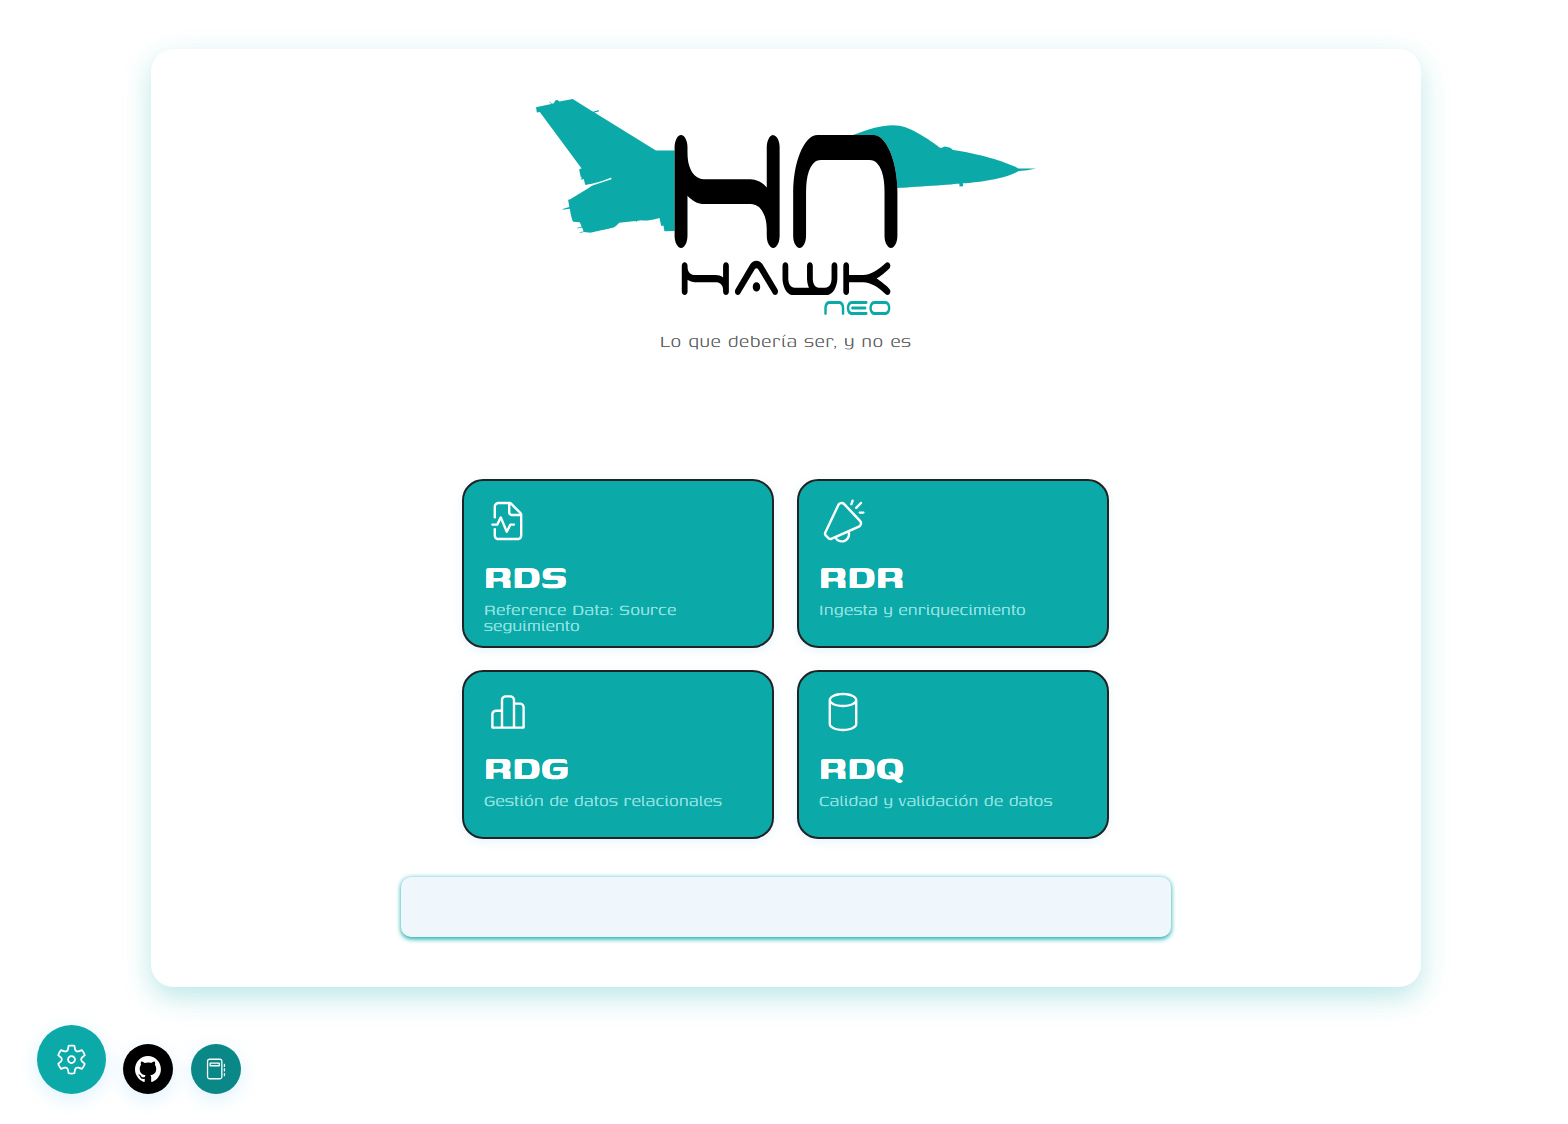 HN
HAWK
neo
Lo que debería ser, y no es
RDS
Reference Data: Source
seguimiento
RDR
Ingesta y enriquecimiento
RDG
Gestión de datos relacionales
RDQ
Calidad y validación de datos